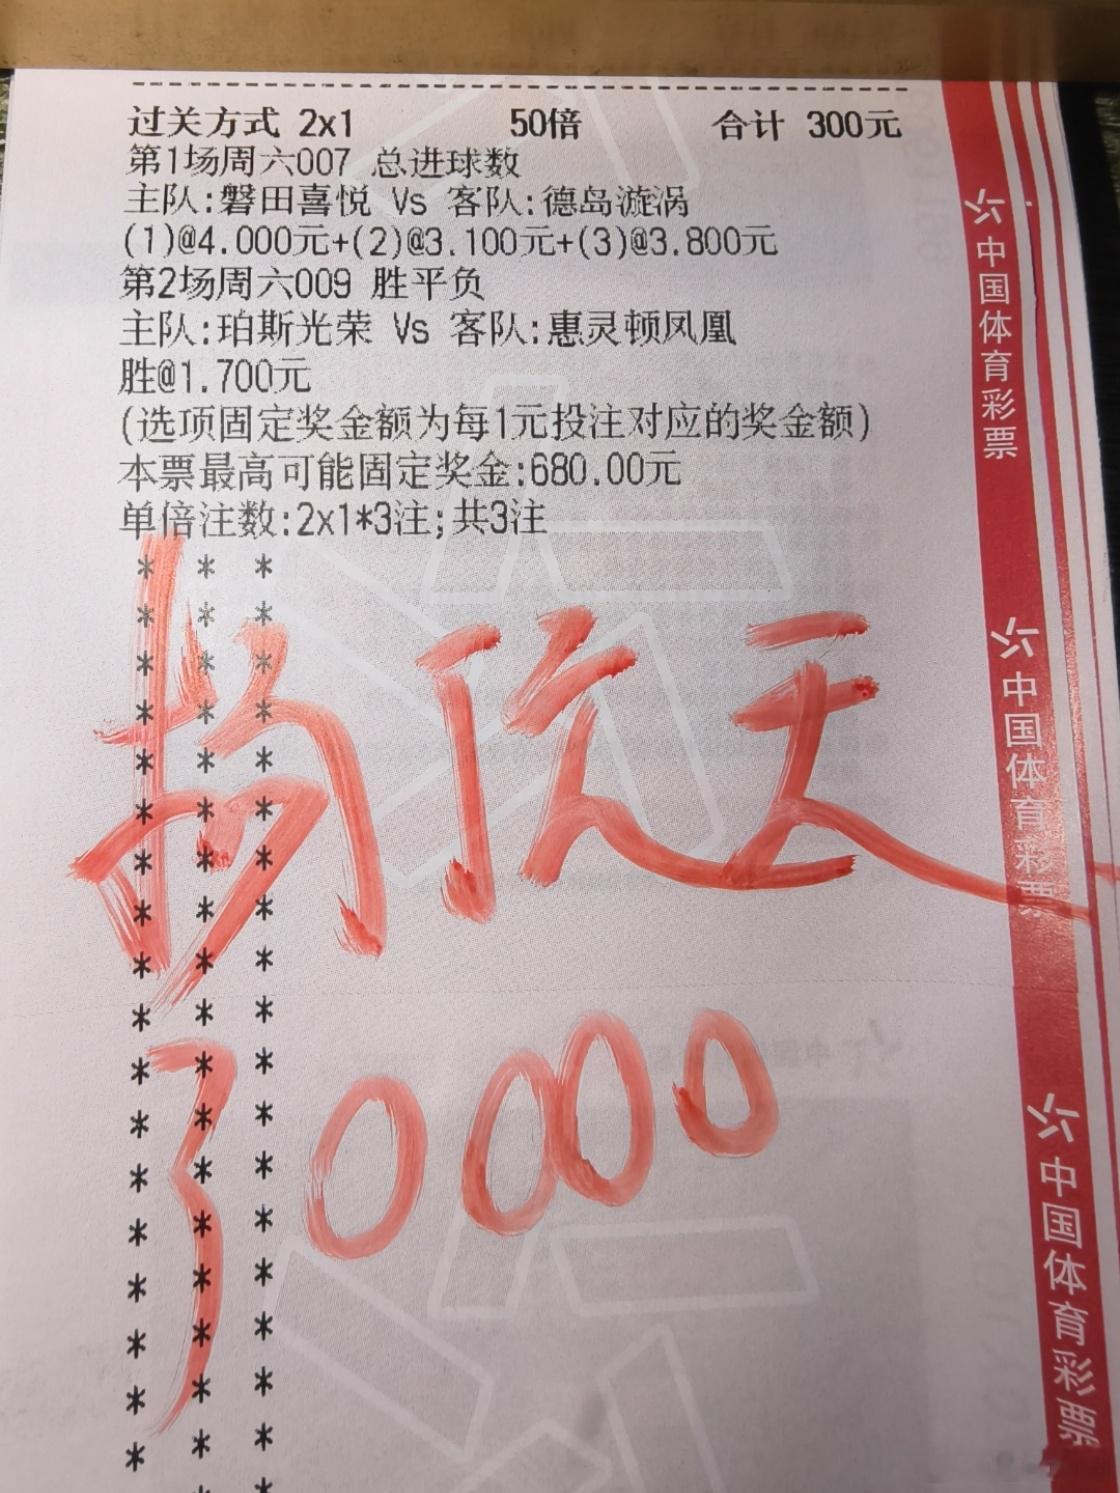 过关方式 2x1 50倍 合计 300元
第1场周六007 总进球数
主队:磐田喜悦 Vs 客队:德岛漩涡
(1)@4.000元+(2)@3.100元+(3)@3.800元
第2场周六009 胜平负
主队:珀斯光荣 Vs 客队:惠灵顿凤凰
胜@1.700元
(选项固定奖金额为每1元投注对应的奖金额)
本票最高可能固定奖金:680.00元
单倍注数:2x1*3注;共3注
30000
中国体育彩票
中国体育彩票
中国体育彩票